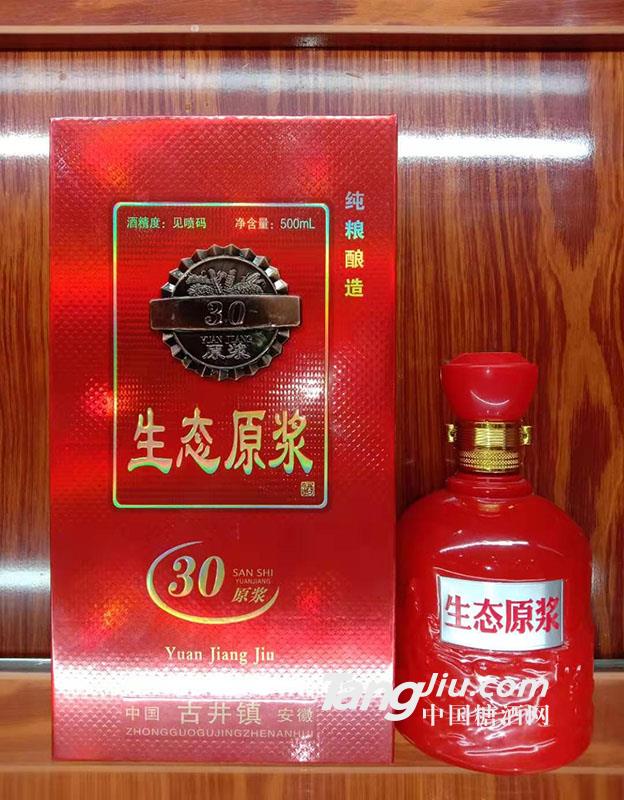 纯粮酿造
酒精度：见喷码 净含量：500mL
30
YUAN JIANG
原浆
生态原浆
酒
30
SAN SHI
YUANJIANG
原浆
Yuan Jiang Jiu
中国 古井镇 安徽
ZHONGGUOGUJINGZHENANHUI
生态原浆
TangJiu.com
中国糖酒网